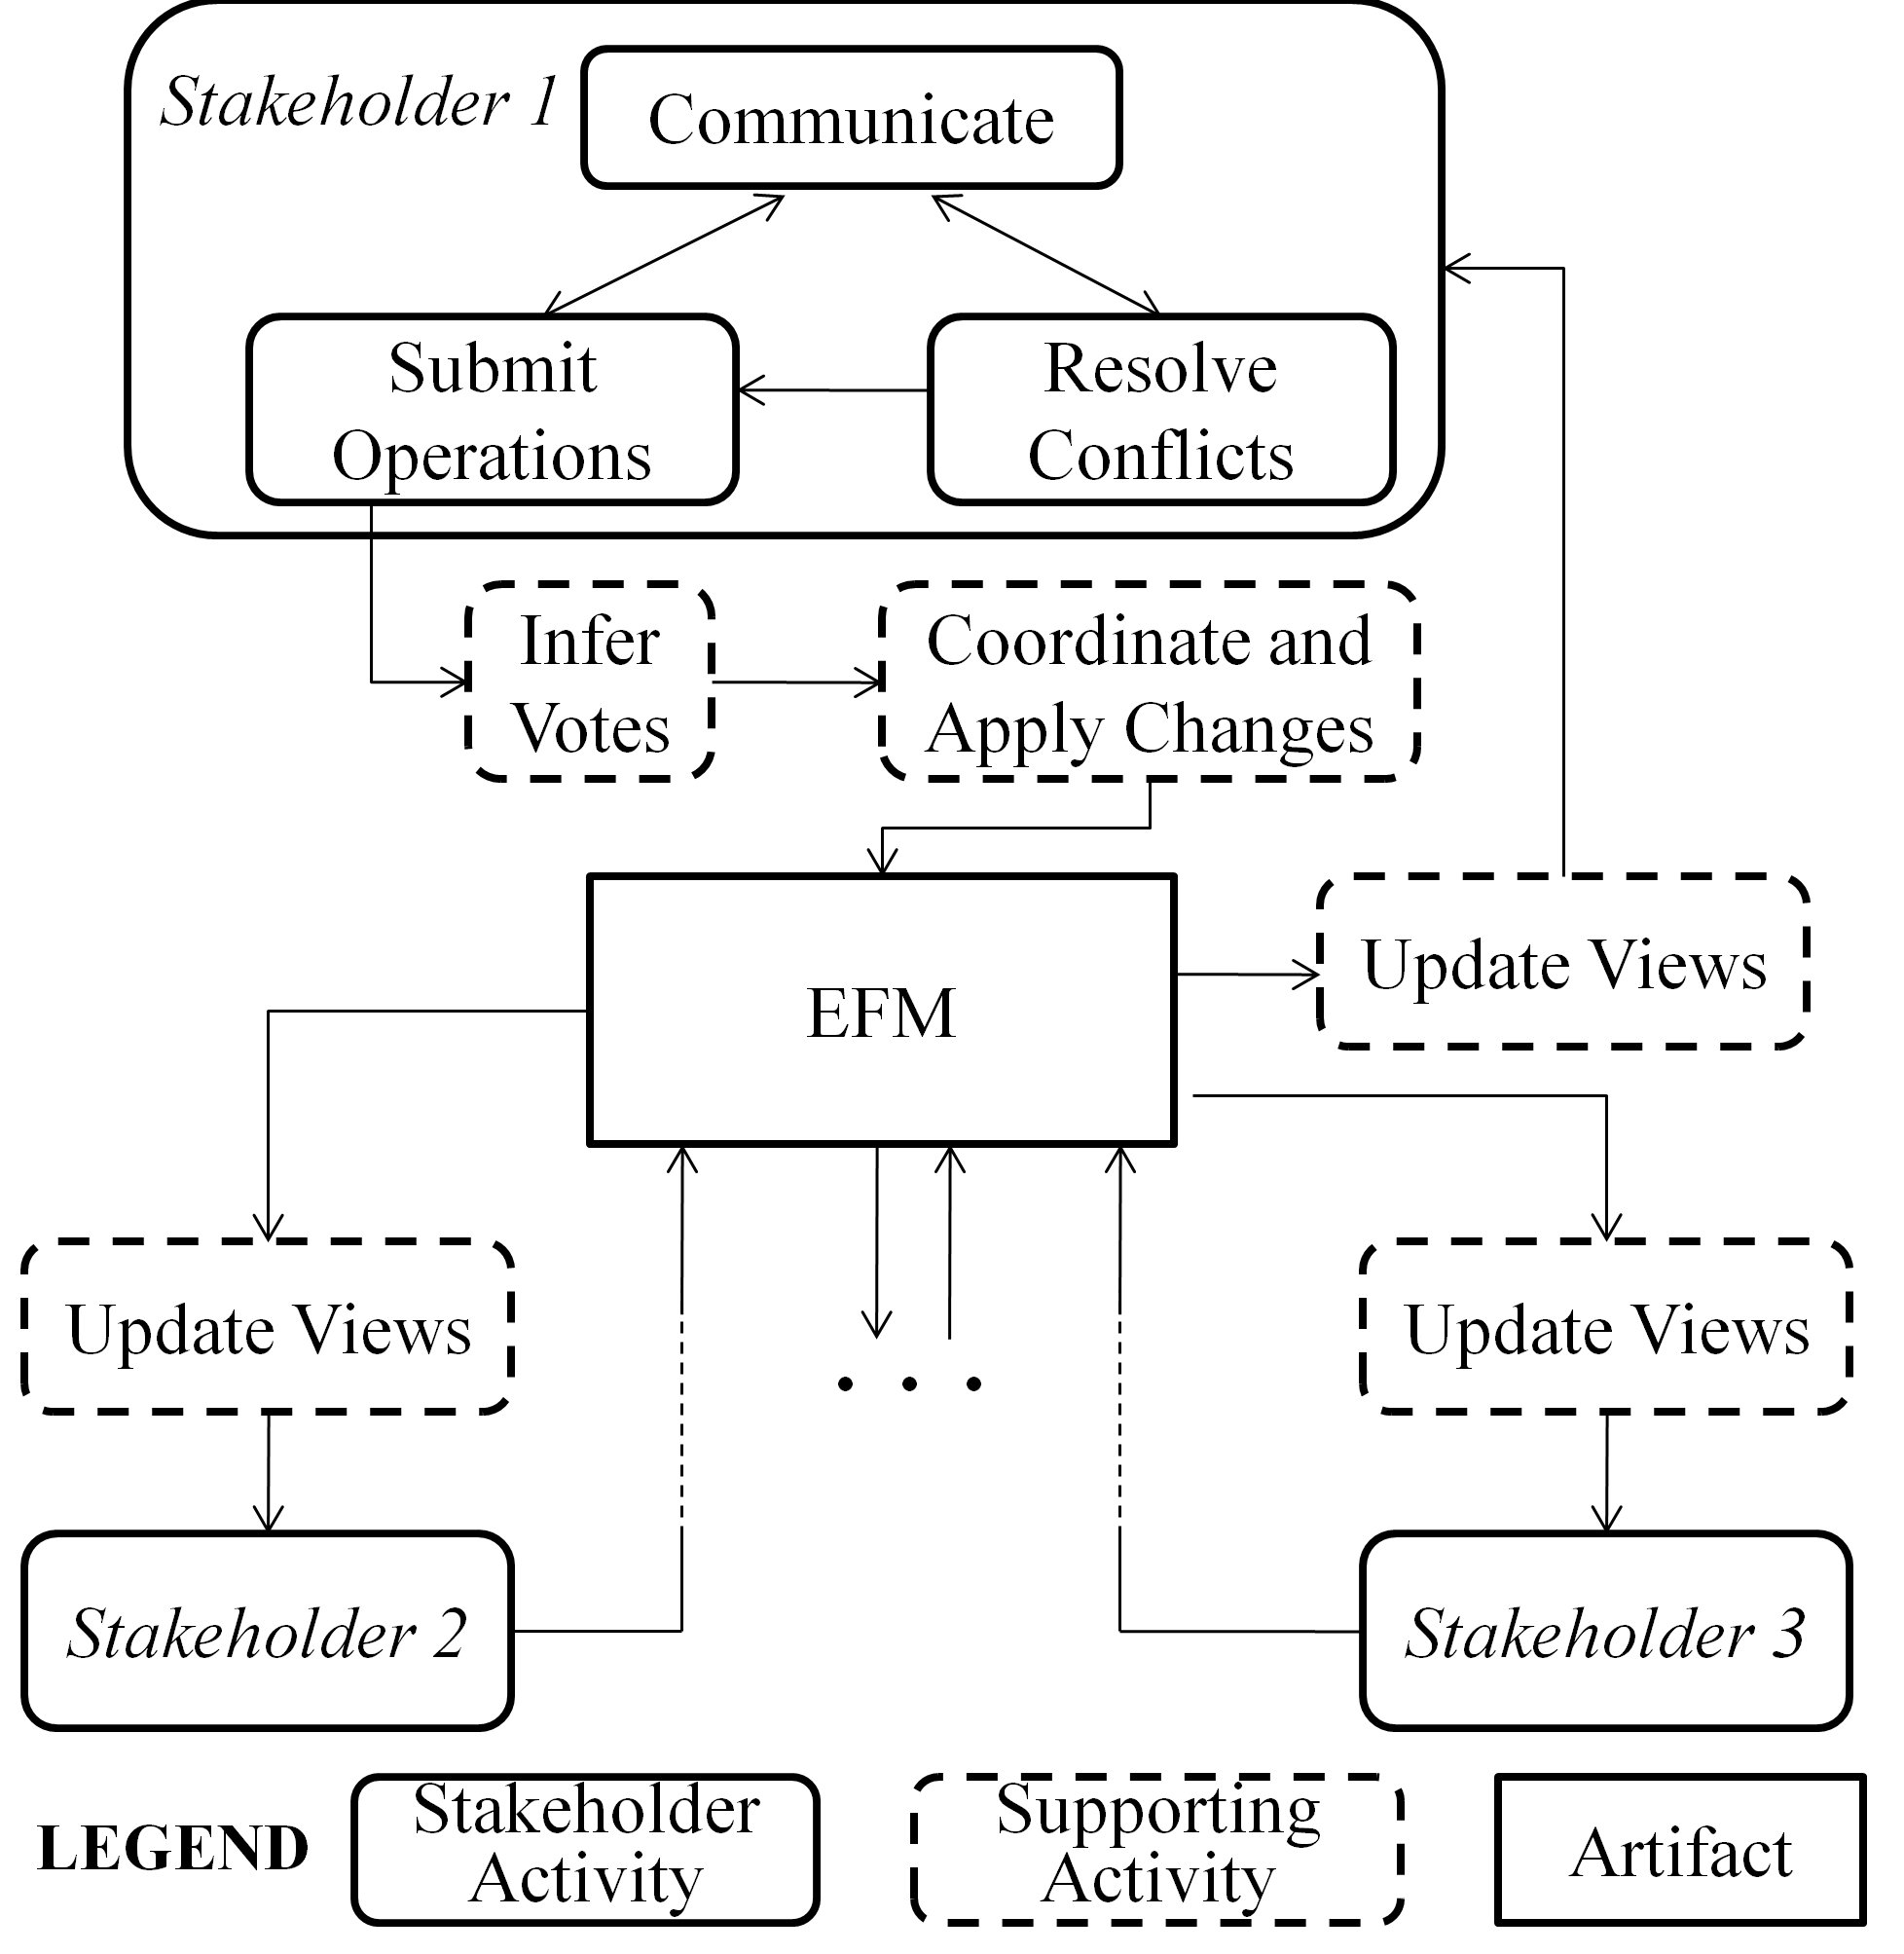 Stakeholder 1
Communicate
Submit
Operations
Resolve
Conflicts
Infer
Votes
Coordinate and
Apply Changes
EFM
Update Views
Update Views
. . .
Update Views
Stakeholder 2
Stakeholder 3
LEGEND
Stakeholder
Activity
Supporting
Activity
Artifact